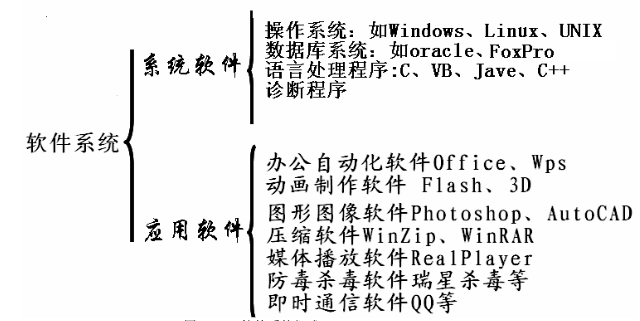 操作系统：如Windows、Linux、UNIX
数据库系统：如oracle、FoxPro
系统软件
语言处理程序:C、VB、Jave、C++
诊断程序
软件系统
办公自动化软件Office、Wps
动画制作软件 Flash、3D
图形图像软件Photoshop、AutoCAD
应用软件
压缩软件WinZip、WinRAR
媒体播放软件RealPlayer
防毒杀毒软件瑞星杀毒等
即时通信软件QQ等